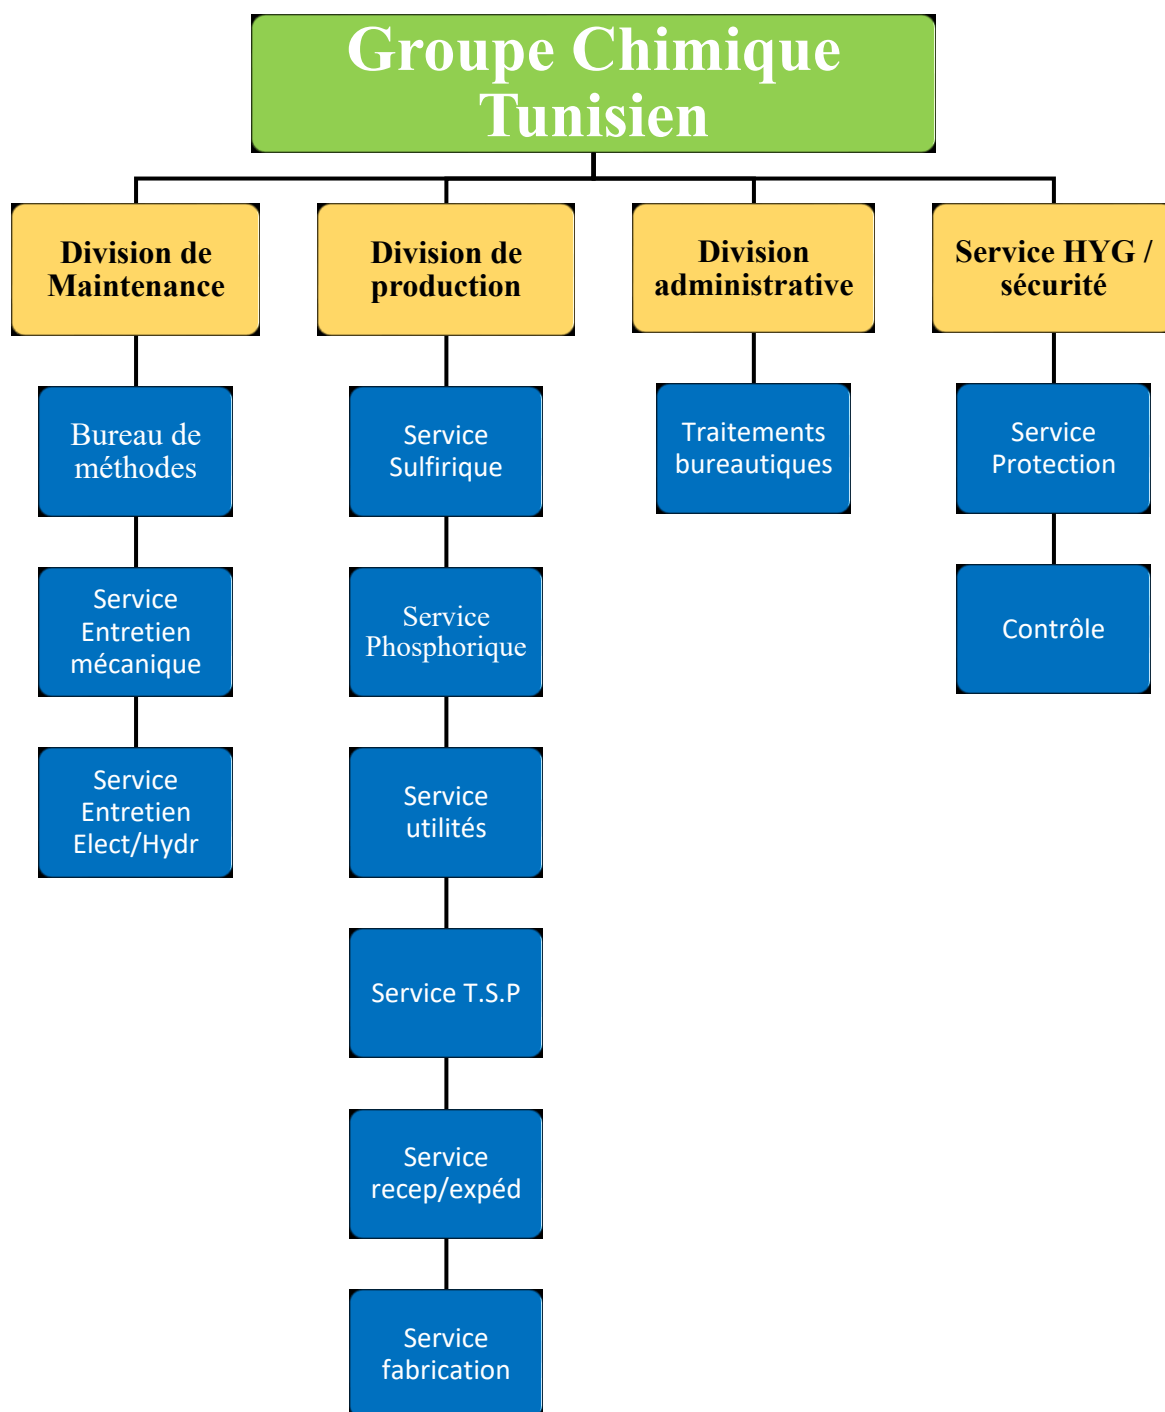 Groupe Chimique
Tunisien
Division de
Maintenance
Division de
production
Division
administrative
Service HYG /
sécurité
Bureau de
méthodes
Service
Sulfirique
Traitements
bureautiques
Service
Protection
Service
Entretien
mécanique
Service
Phosphorique
Contrôle
Service
Entretien
Elect/Hydr
Service
utilités
Service T.S.P
Service
recep/expéd
Service
fabrication